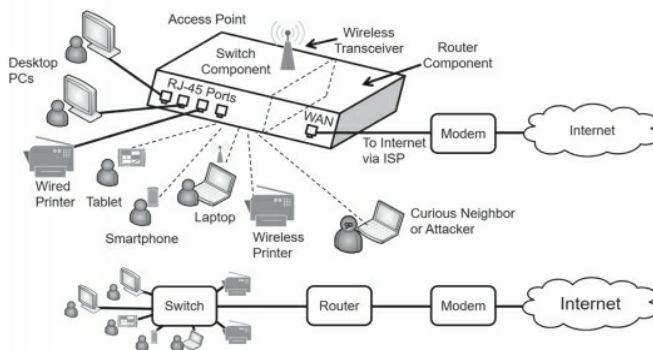 Access Point
Wireless
Transceiver
Desktop
PCs
Switch
Component
Router
Component
RJ-45 Ports
WAN
To Internet
via ISP
Modem
Internet
Wired
Printer
Tablet
Smartphone
Laptop
Wireless
Printer
Curious Neighbor
or Attacker
Switch
Router
Modem
Internet